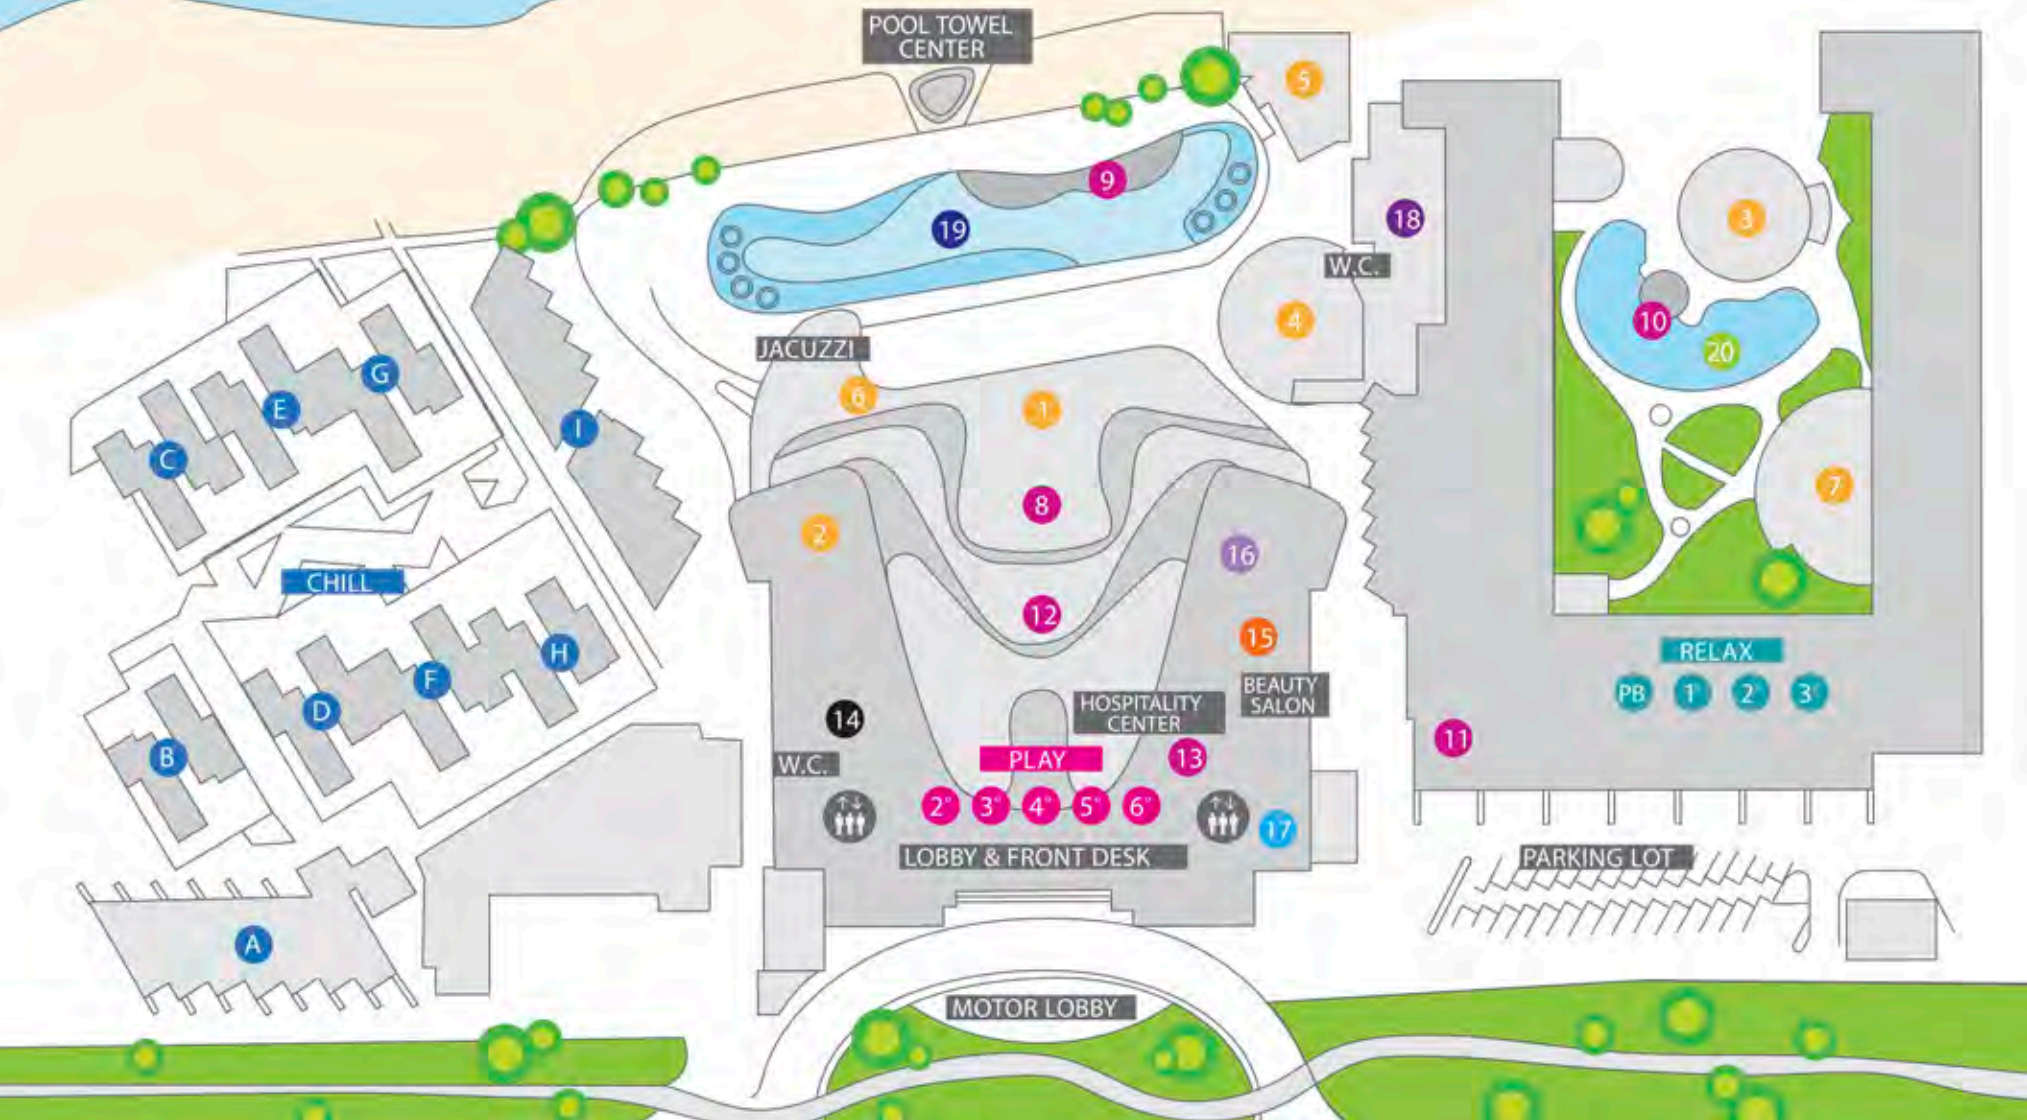 POOL TOWEL
CENTER
5
9
19
18
W.C.
3
4
10
20
JACUZZI
6
1
G
E
C
I
7
8
2
16
CHILL
12
15
H
F
D
B
A
RELAX
PB 1° 2° 3°
BEAUTY
SALON
HOSPITALITY
CENTER
14
11
W.C.
PLAY
13
2° 3° 4° 5° 6°
17
LOBBY & FRONT DESK
PARKING LOT
MOTOR LOBBY